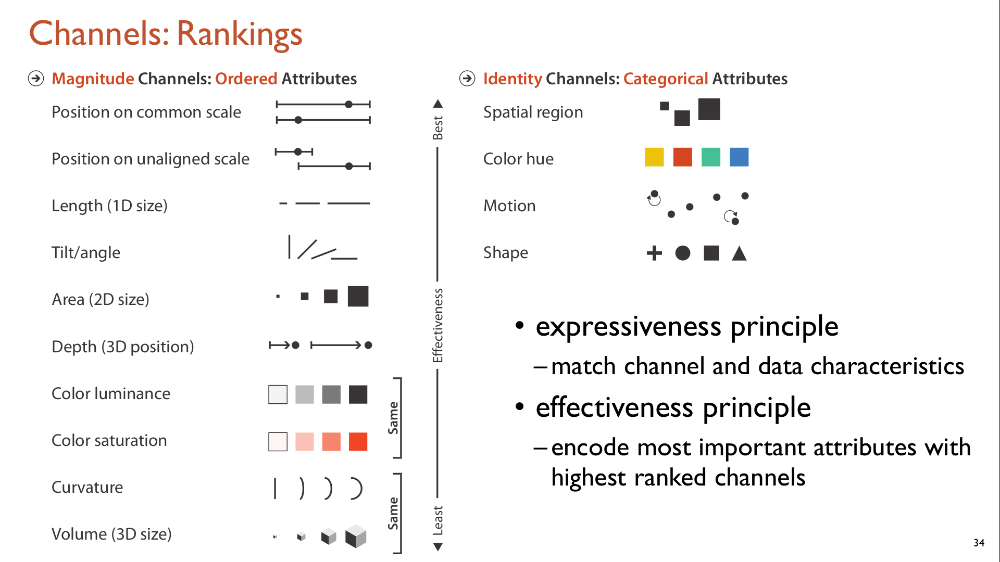 Channels: Rankings
Magnitude Channels: Ordered Attributes
Position on common scale
Position on unaligned scale
Length (1D size)
Tilt/angle
Area (2D size)
Depth (3D position)
Color luminance
Color saturation
Curvature
Volume (3D size)
Same
Same
Best
Effectiveness
Least
Identity Channels: Categorical Attributes
Spatial region
Color hue
Motion
Shape
• expressiveness principle
–match channel and data characteristics
• effectiveness principle
–encode most important attributes with
highest ranked channels
34